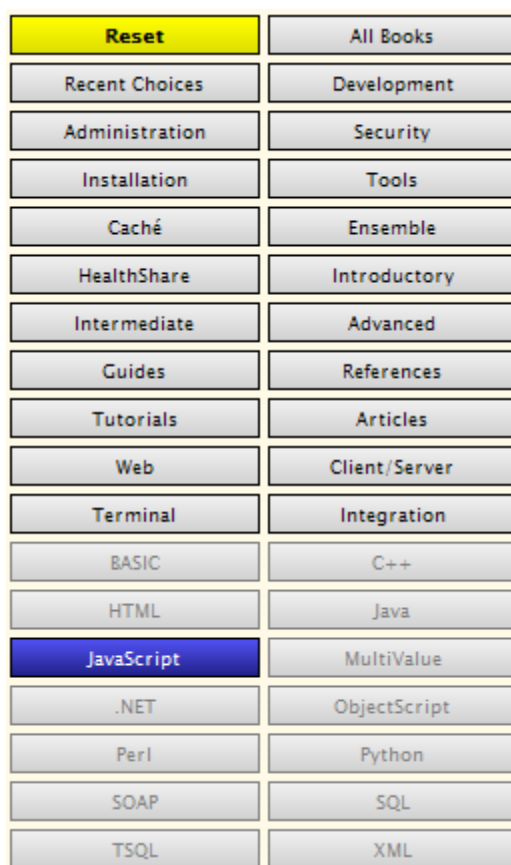 Reset All Books
Recent Choices Development
Administration Security
Installation Tools
Caché Ensemble
HealthShare Introductory
Intermediate Advanced
Guides References
Tutorials Articles
Web Client/Server
Terminal Integration
BASIC C++
HTML Java
JavaScript MultiValue
.NET ObjectScript
Perl Python
SOAP SQL
TSQL XML